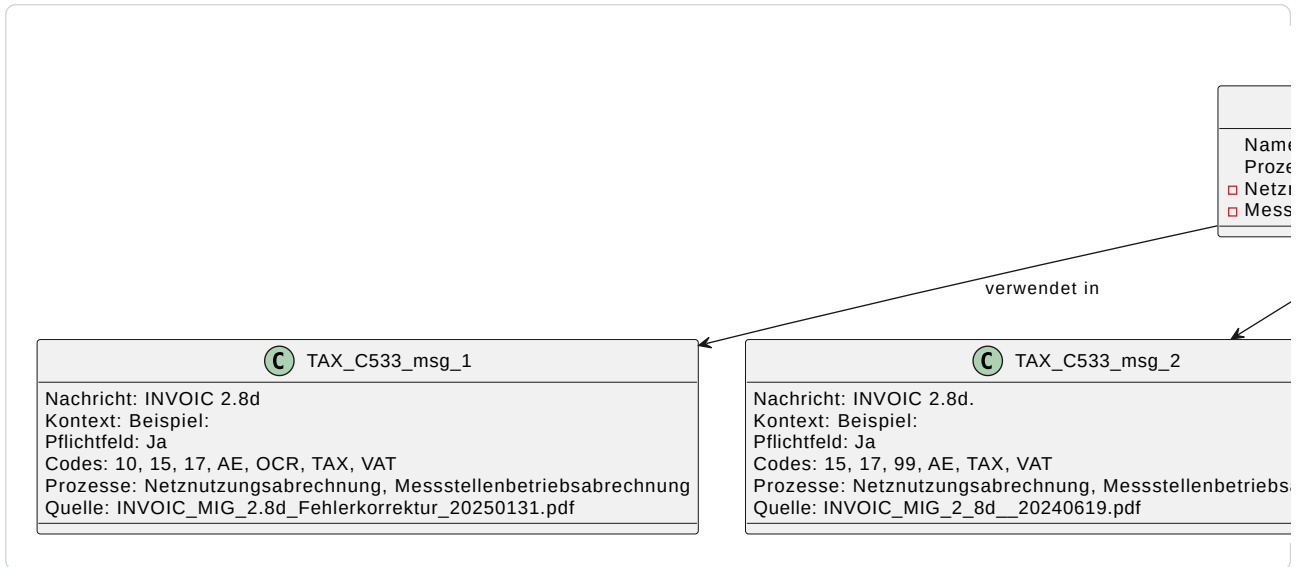 Name
Proze
Netzn
Mess
verwendet in
C TAX_C533_msg_1
Nachricht: INVOIC 2.8d
Kontext: Beispiel:
Pflichtfeld: Ja
Codes: 10, 15, 17, AE, OCR, TAX, VAT
Prozesse: Netznutzungsabrechnung, Messstellenbetriebsabrechnung
Quelle: INVOIC_MIG_2.8d_Fehlerkorrektur_20250131.pdf
C TAX_C533_msg_2
Nachricht: INVOIC 2.8d.
Kontext: Beispiel:
Pflichtfeld: Ja
Codes: 15, 17, 99, AE, TAX, VAT
Prozesse: Netznutzungsabrechnung, Messstellenbetriebsa
Quelle: INVOIC_MIG_2_8d__20240619.pdf